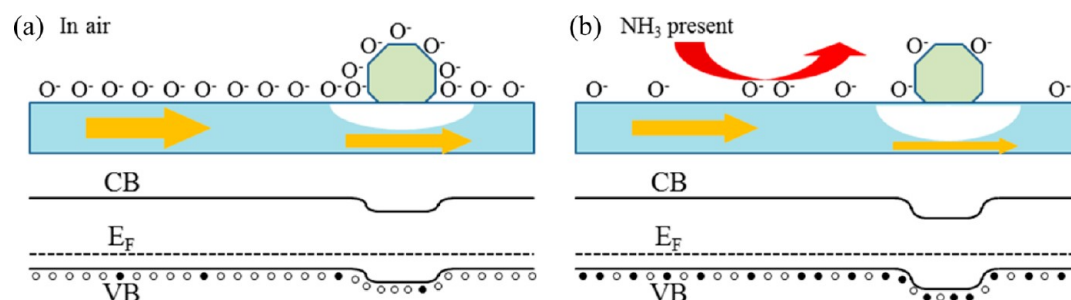 (a) In air
O⁻
O⁻ O⁻
O⁻ O⁻
O⁻ O⁻ O⁻ O⁻ O⁻ O⁻ O⁻ O⁻ O⁻ O⁻ O⁻ O⁻ O⁻ O⁻
CB
E_F
VB
(b) NH₃ present
O⁻ O⁻
O⁻ O⁻ O⁻ O⁻ O⁻ O⁻ O⁻
CB
E_F
VB